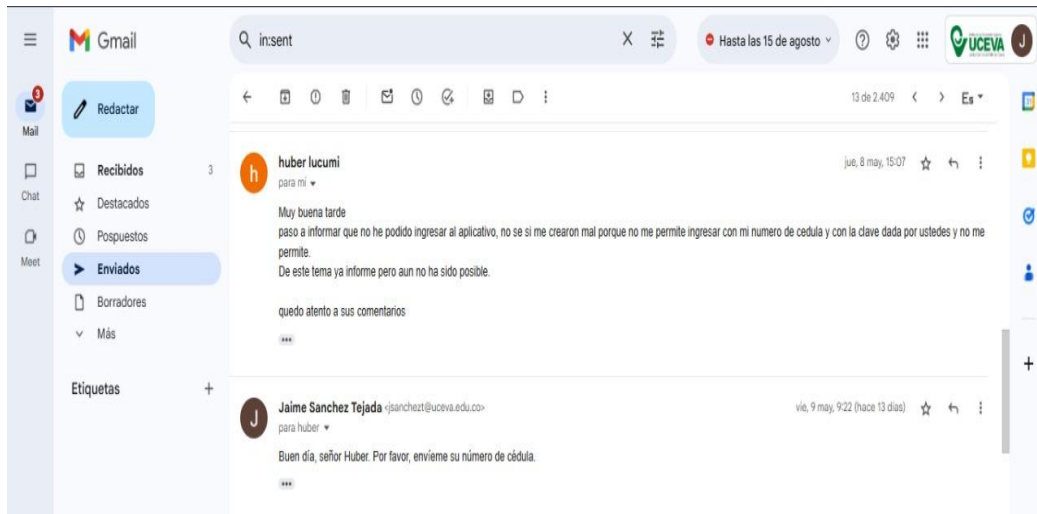 Gmail
in:sent
Hasta las 15 de agosto
UCEVA
J
3
Mail
Redactar
13 de 2.409
Es
Chat
Meet
Recibidos 3
Destacados
Pospuestos
Enviados
Borradores
Más
Etiquetas
h
huber lucumi
jue, 8 may, 15:07
para mí
Muy buena tarde
paso a informar que no he podido ingresar al aplicativo, no se si me crearon mal porque no me permite ingresar con mi numero de cedula y con la clave dada por ustedes y no me
permite.
De este tema ya informe pero aun no ha sido posible.
quedo atento a sus comentarios
J
Jaime Sanchez Tejada <jsanchezt@uceva.edu.co>
vie, 9 may, 9:22 (hace 13 días)
para huber
Buen día, señor Huber. Por favor, envíeme su número de cédula.